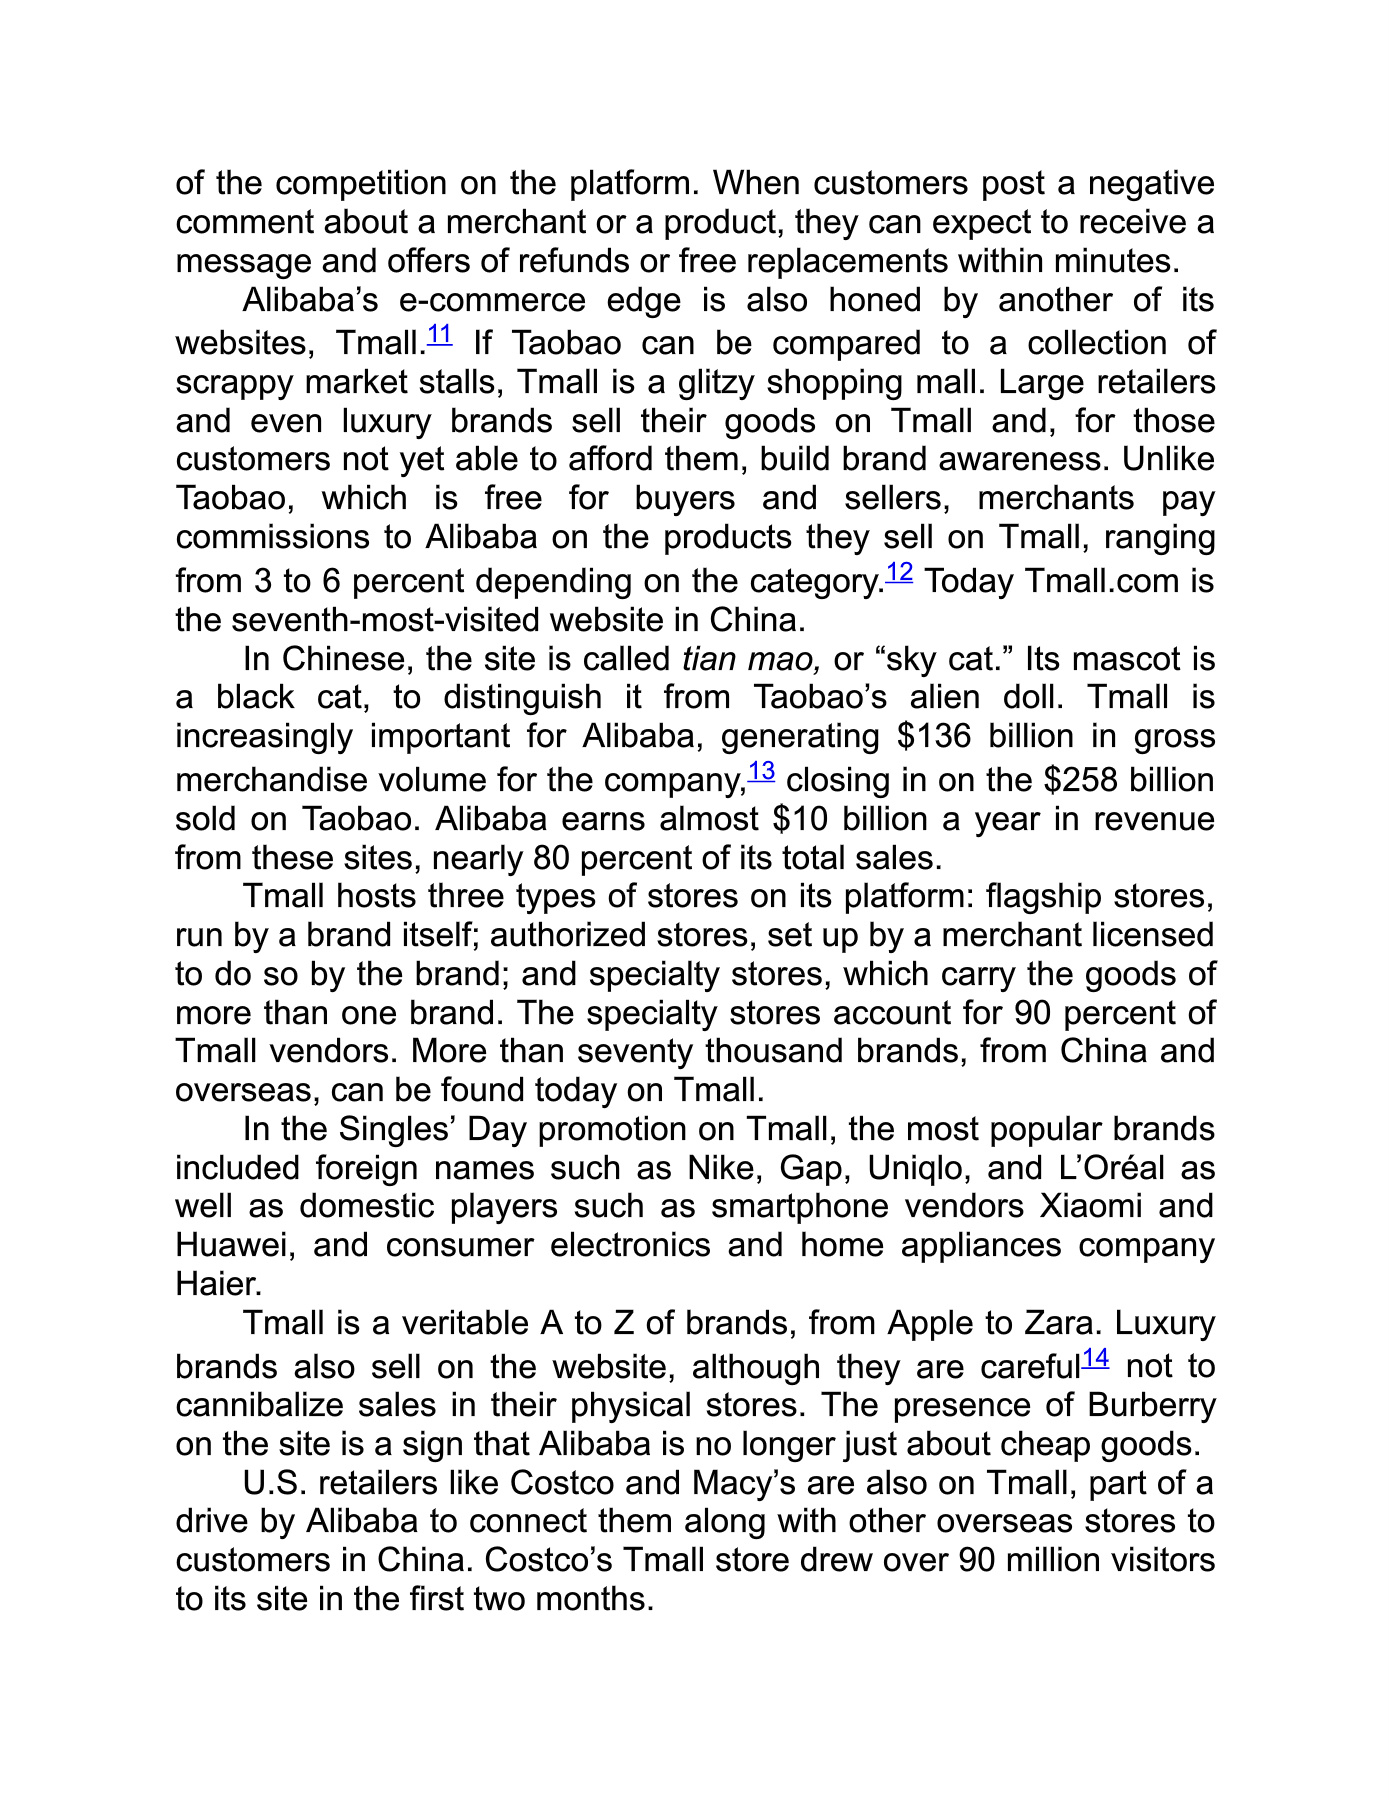 of the competition on the platform. When customers post a negative
comment about a merchant or a product, they can expect to receive a
message and offers of refunds or free replacements within minutes.
Alibaba’s e-commerce edge is also honed by another of its
websites, Tmall.11 If Taobao can be compared to a collection of
scrappy market stalls, Tmall is a glitzy shopping mall. Large retailers
and even luxury brands sell their goods on Tmall and, for those
customers not yet able to afford them, build brand awareness. Unlike
Taobao, which is free for buyers and sellers, merchants pay
commissions to Alibaba on the products they sell on Tmall, ranging
from 3 to 6 percent depending on the category.12 Today Tmall.com is
the seventh-most-visited website in China.
In Chinese, the site is called tian mao, or “sky cat.” Its mascot is
a black cat, to distinguish it from Taobao’s alien doll. Tmall is
increasingly important for Alibaba, generating $136 billion in gross
merchandise volume for the company,13 closing in on the $258 billion
sold on Taobao. Alibaba earns almost $10 billion a year in revenue
from these sites, nearly 80 percent of its total sales.
Tmall hosts three types of stores on its platform: flagship stores,
run by a brand itself; authorized stores, set up by a merchant licensed
to do so by the brand; and specialty stores, which carry the goods of
more than one brand. The specialty stores account for 90 percent of
Tmall vendors. More than seventy thousand brands, from China and
overseas, can be found today on Tmall.
In the Singles’ Day promotion on Tmall, the most popular brands
included foreign names such as Nike, Gap, Uniqlo, and L’Oréal as
well as domestic players such as smartphone vendors Xiaomi and
Huawei, and consumer electronics and home appliances company
Haier.
Tmall is a veritable A to Z of brands, from Apple to Zara. Luxury
brands also sell on the website, although they are careful14 not to
cannibalize sales in their physical stores. The presence of Burberry
on the site is a sign that Alibaba is no longer just about cheap goods.
U.S. retailers like Costco and Macy’s are also on Tmall, part of a
drive by Alibaba to connect them along with other overseas stores to
customers in China. Costco’s Tmall store drew over 90 million visitors
to its site in the first two months.